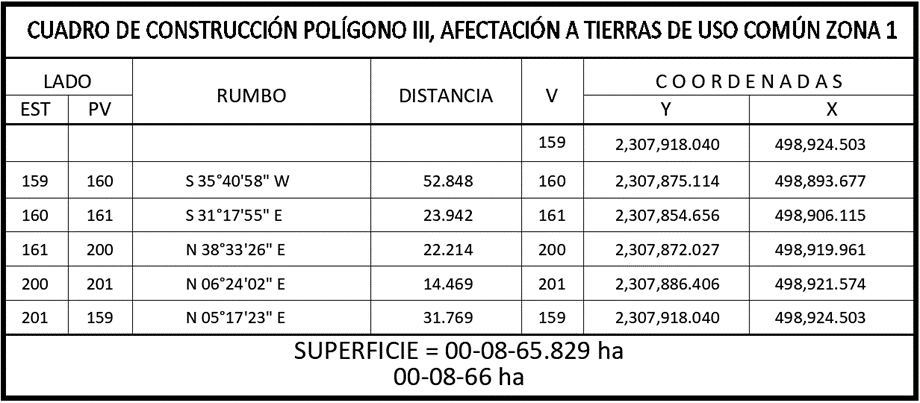 CUADRO DE CONSTRUCCIÓN POLÍGONO III, AFECTACIÓN A TIERRAS DE USO COMÚN ZONA 1
LADO RUMBO DISTANCIA V COORDENADAS
EST PV Y X
159 2,307,918.040 498,924.503
159 160 S 35°40'58" W 52.848 160 2,307,875.114 498,893.677
160 161 S 31°17'55" E 23.942 161 2,307,854.656 498,906.115
161 200 N 38°33'26" E 22.214 200 2,307,872.027 498,919.961
200 201 N 06°24'02" E 14.469 201 2,307,886.406 498,921.574
201 159 N 05°17'23" E 31.769 159 2,307,918.040 498,924.503
SUPERFICIE = 00-08-65.829 ha
00-08-66 ha